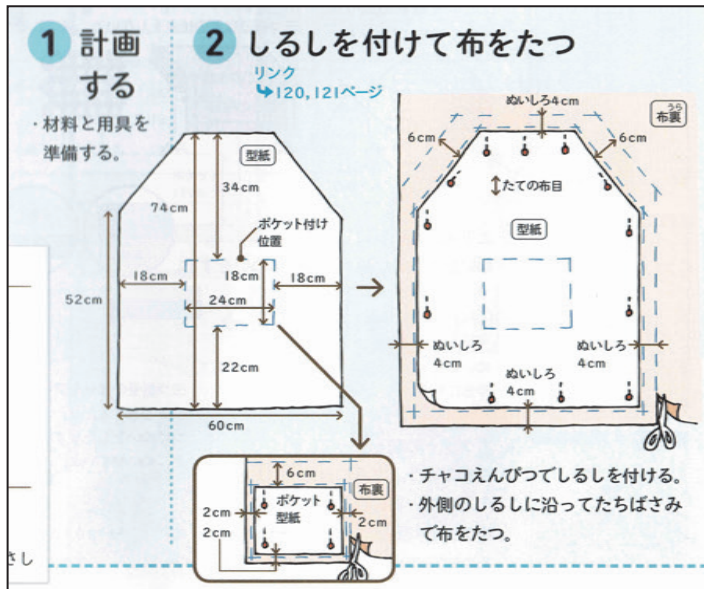 1 計画
する
・材料と用具を
準備する。
2 しるしを付けて布をたつ
リンク
120,121ページ
型紙
34cm
74cm
ポケット付け
位置
18cm
18cm
18cm
24cm
52cm
22cm
60cm
ぬいしろ4cm
うら
布裏
6cm
6cm
たての布目
型紙
ぬいしろ
4cm
ぬいしろ
4cm
ぬいしろ
4cm
6cm
布裏
ポケット
型紙
2cm
2cm
2cm
・チャコえんぴつでしるしを付ける。
・外側のしるしに沿ってたちばさみ
で布をたつ。
さし